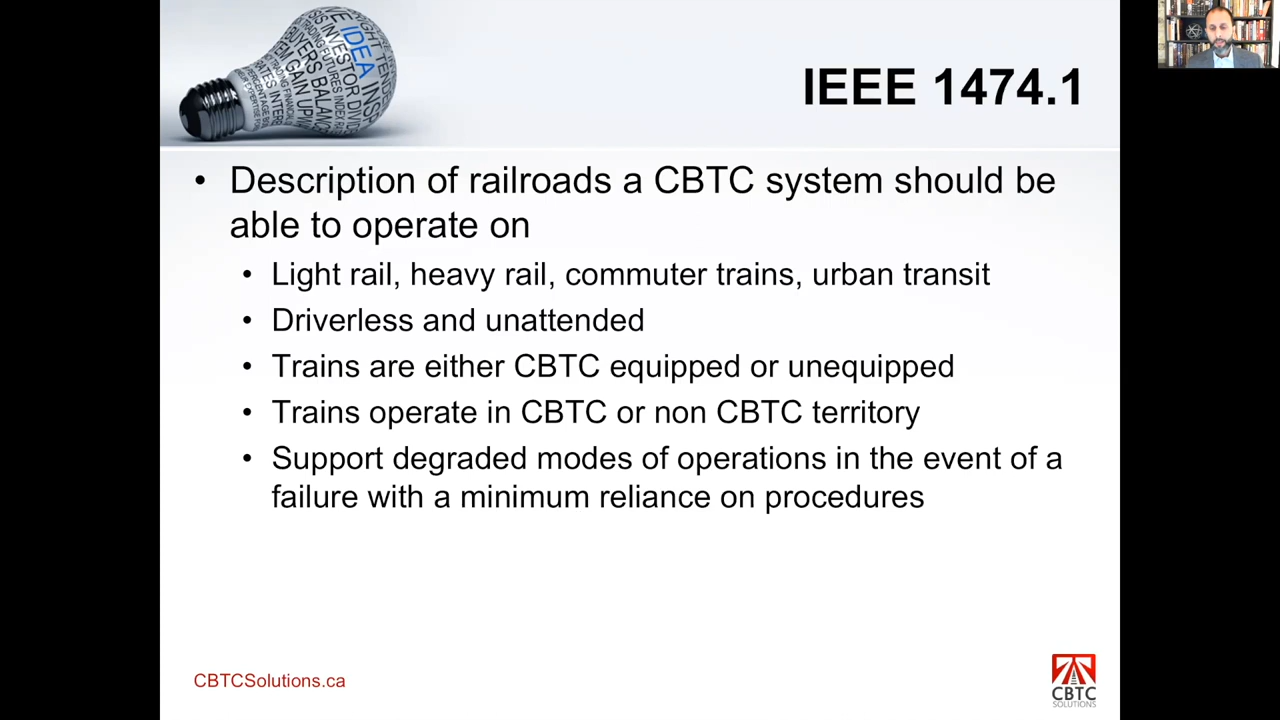 IDEA
IEEE 1474.1
• Description of railroads a CBTC system should be
able to operate on
• Light rail, heavy rail, commuter trains, urban transit
• Driverless and unattended
• Trains are either CBTC equipped or unequipped
• Trains operate in CBTC or non CBTC territory
• Support degraded modes of operations in the event of a
failure with a minimum reliance on procedures
CBTCSolutions.ca
CBTC
SOLUTIONS